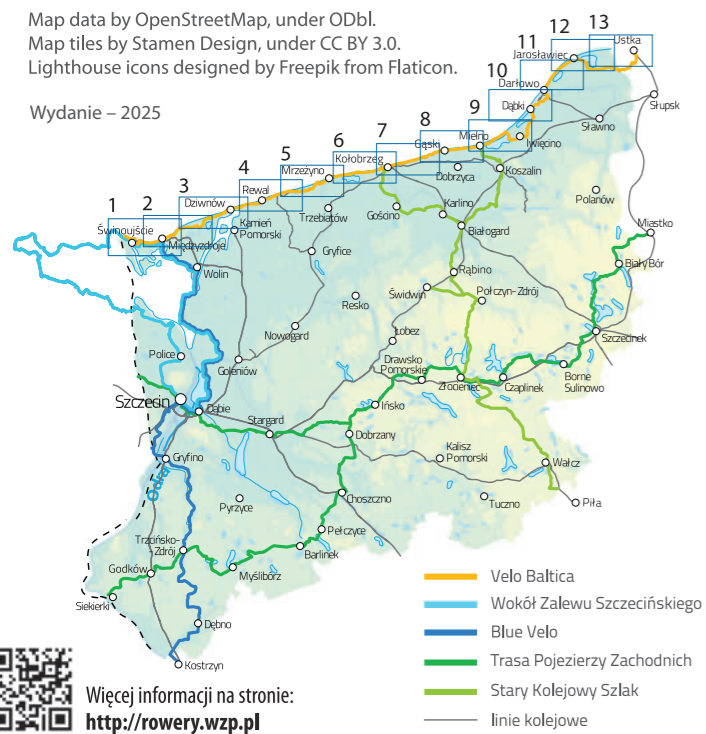 Map data by OpenStreetMap, under ODbl.
Map tiles by Stamen Design, under CC BY 3.0.
Lighthouse icons designed by Freepik from Flaticon.
Wydanie – 2025
1
2
3
4
5
6
7
8
9
10
11
12
13
Ustka
Jarosławiec
Darłowo
Słupsk
Dąbki
Sławno
Mielno
Gąski
Iwięcino
Kołobrzeg
Dobrzyca
Koszalin
Mrzeżyno
Rewal
Polanów
Dziwnów
Trzebiatów
Gościno
Karlino
Świnoujście
Kamień
Pomorski
Białogard
Miastko
Międzyzdroje
Gryfice
Wolin
Rąbino
Biały Bór
Świdwin
Połczyn-Zdrój
Resko
Nowogard
Łobez
Szczecinek
Police
Goleniów
Drawsko
Pomorskie
Złocieniec
Czaplinek
Borne
Sulinowo
Szczecin
Dąbie
Ińsko
Stargard
Dobrzany
Kalisz
Pomorski
Gryfino
Wałcz
Odra
Choszczno
Tuczno
Piła
Pyrzyce
Pełczyce
Trzcińsko-
Zdrój
Barlinek
Godków
Myślibórz
Siekierki
Dębno
Kostrzyn
Velo Baltica
Wokół Zalewu Szczecińskiego
Blue Velo
Trasa Pojezierzy Zachodnich
Stary Kolejowy Szlak
linie kolejowe
Więcej informacji na stronie:
http://rowery.wzp.pl